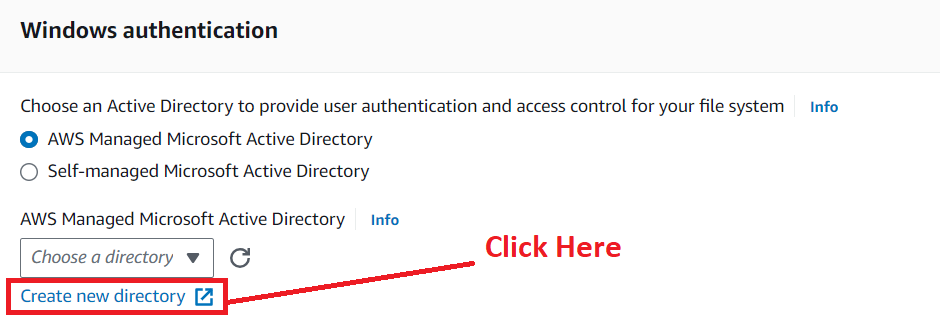 Windows authentication
Choose an Active Directory to provide user authentication and access control for your file system Info
AWS Managed Microsoft Active Directory
Self-managed Microsoft Active Directory
AWS Managed Microsoft Active Directory Info
Choose a directory
Click Here
Create new directory